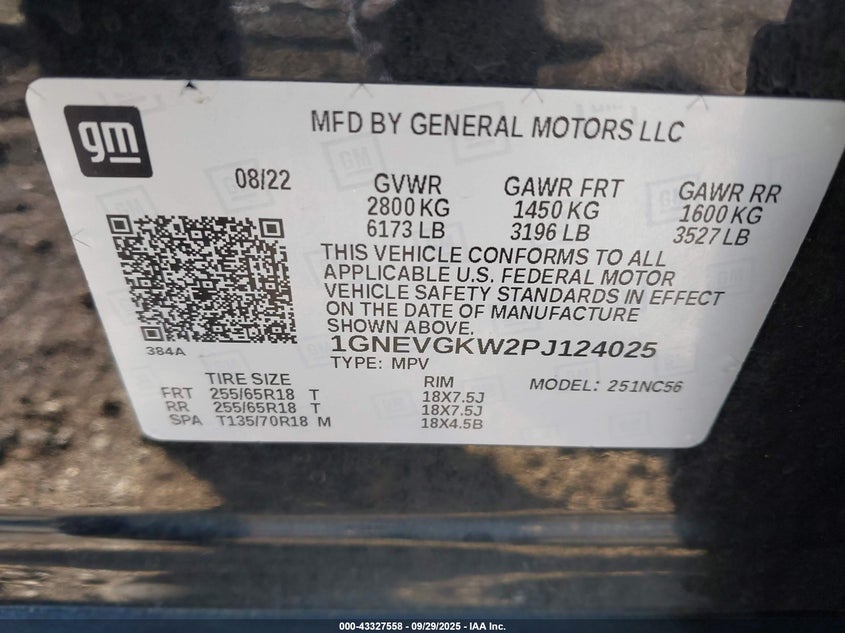 gm
MFD BY GENERAL MOTORS LLC
08/22
GVWR GAWR FRT GAWR RR
2800 KG 1450 KG 1600 KG
6173 LB 3196 LB 3527 LB
THIS VEHICLE CONFORMS TO ALL
APPLICABLE U.S. FEDERAL MOTOR
VEHICLE SAFETY STANDARDS IN EFFECT
ON THE DATE OF MANUFACTURE
SHOWN ABOVE.
384A
1GNEVGKW2PJ124025
TYPE: MPV
TIRE SIZE RIM MODEL: 251NC56
FRT 255/65R18 T 18X7.5J
RR 255/65R18 T 18X7.5J
SPA T135/70R18 M 18X4.5B
000-43327558 - 09/29/2025 - IAA Inc.